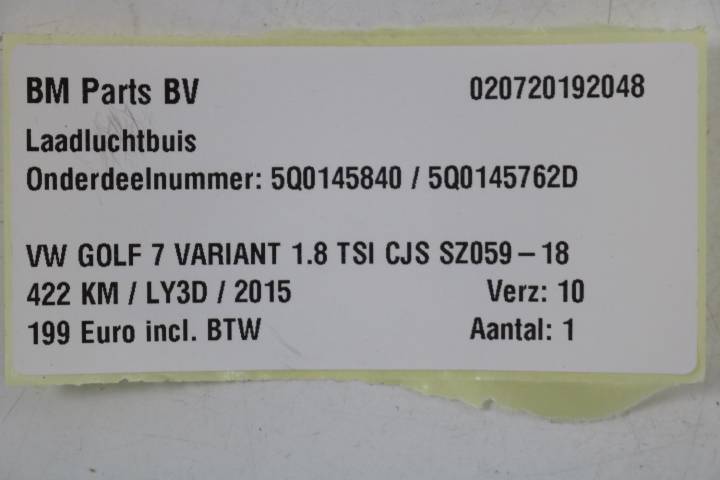 BM Parts BV 020720192048
Laadluchtbuis
Onderdeelnummer: 5Q0145840 / 5Q0145762D
VW GOLF 7 VARIANT 1.8 TSI CJS SZ059-18
422 KM / LY3D / 2015 Verz: 10
199 Euro incl. BTW Aantal: 1